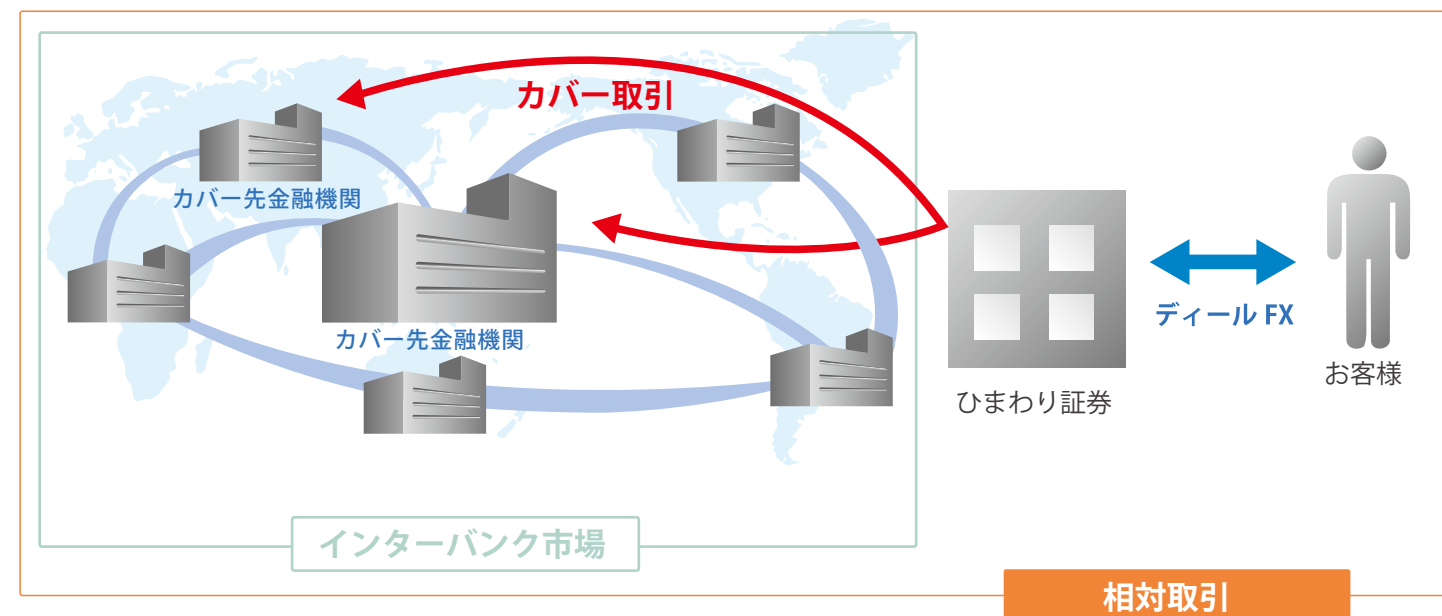 カバー取引
カバー先金融機関
カバー先金融機関
ディール FX
お客様
ひまわり証券
インターバンク市場
相対取引